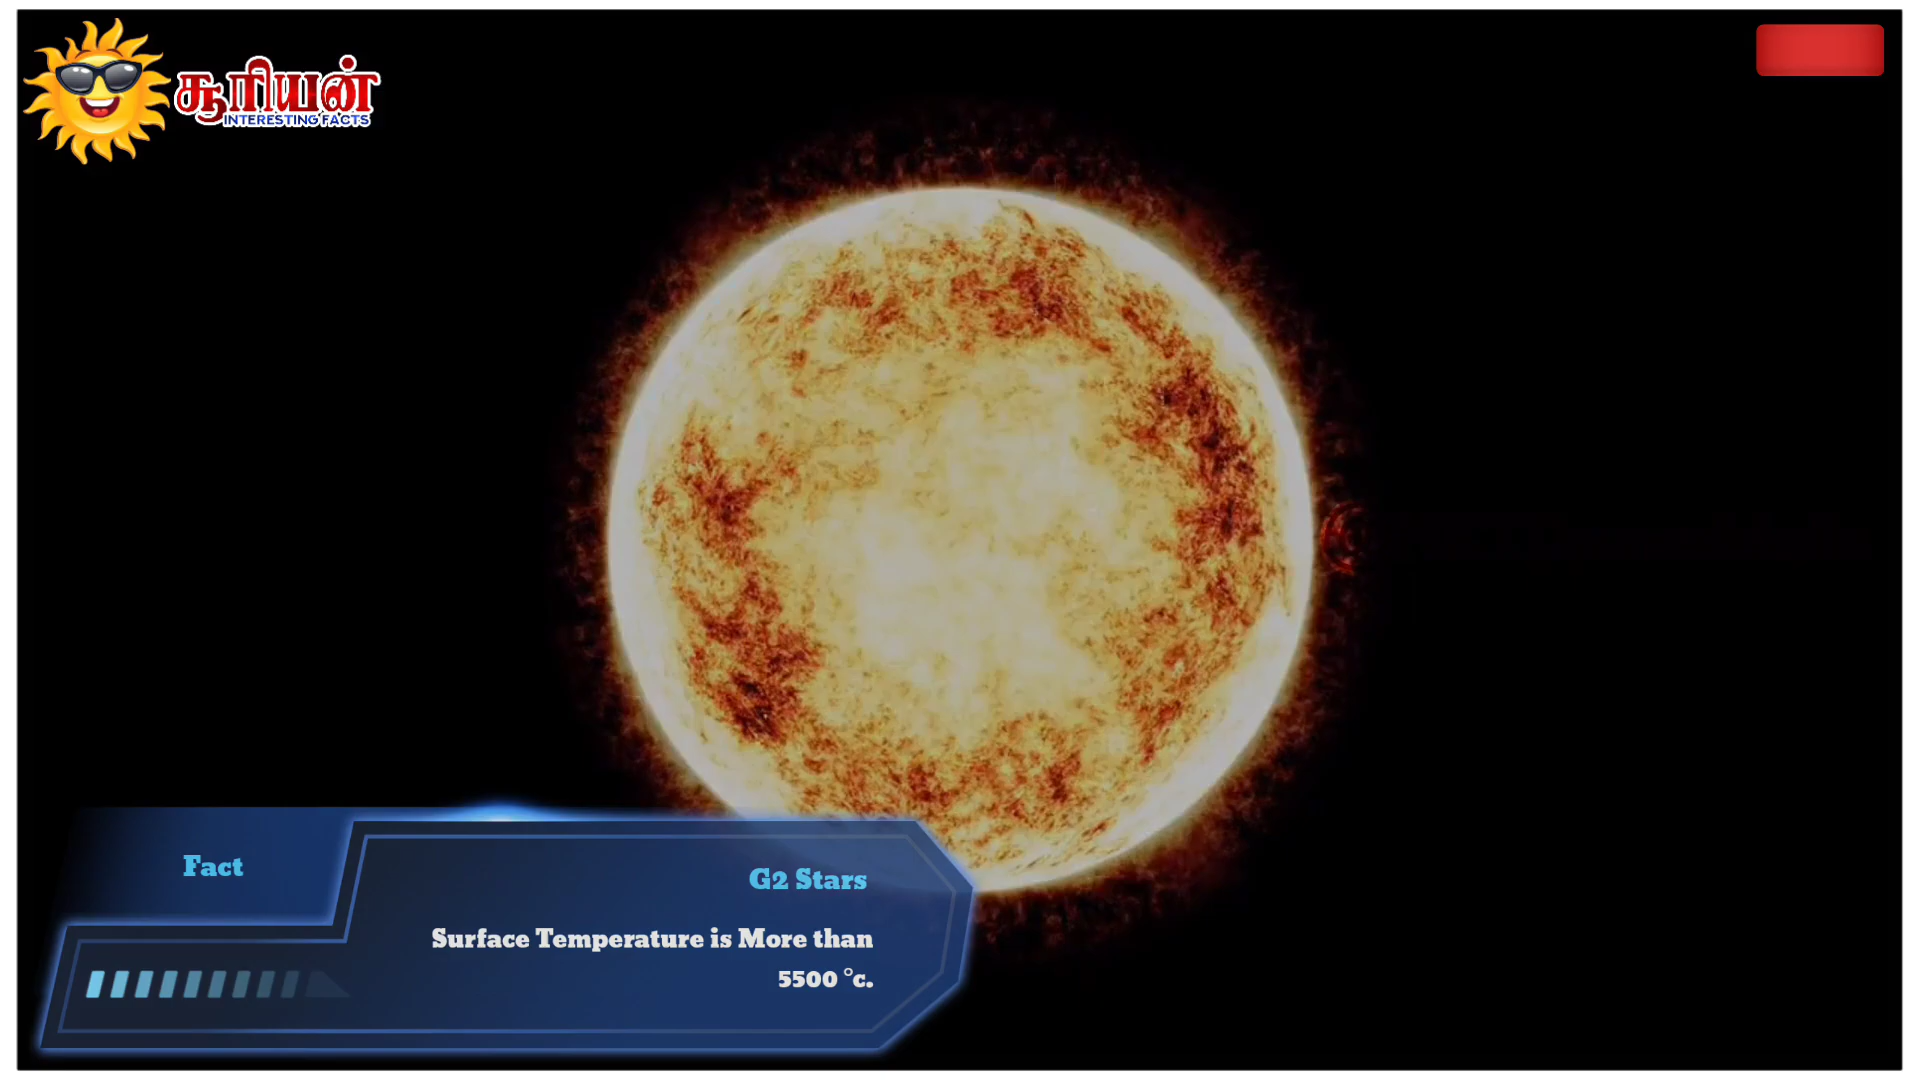 சூரியன்
INTERESTING FACTS
Fact
G2 Stars
Surface Temperature is More than
5500 °c.